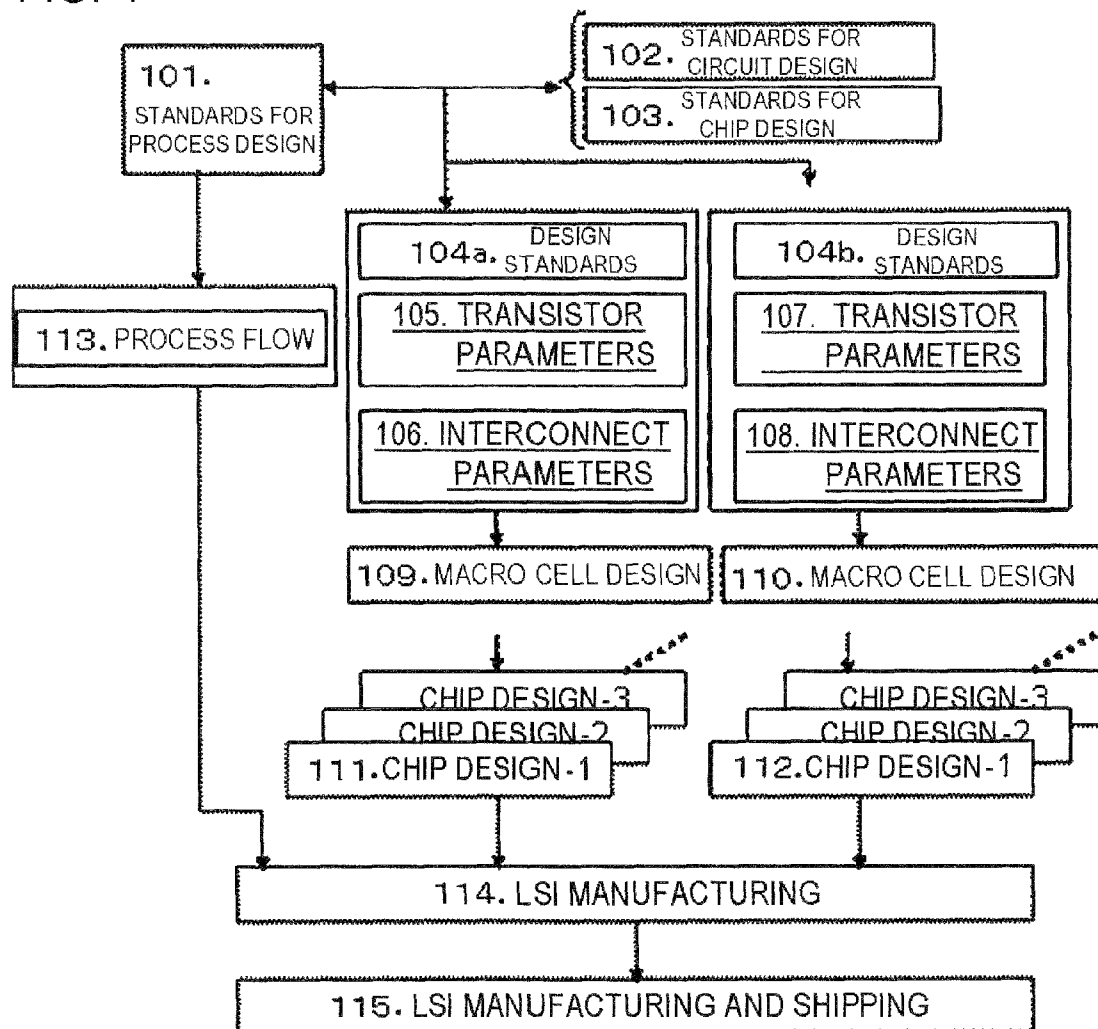 101.
STANDARDS FOR
PROCESS DESIGN
102. STANDARDS FOR
CIRCUIT DESIGN
103. STANDARDS FOR
CHIP DESIGN
104a. DESIGN
STANDARDS
105. TRANSISTOR
PARAMETERS
106. INTERCONNECT
PARAMETERS
104b. DESIGN
STANDARDS
107. TRANSISTOR
PARAMETERS
108. INTERCONNECT
PARAMETERS
113. PROCESS FLOW
109. MACRO CELL DESIGN
110. MACRO CELL DESIGN
CHIP DESIGN-3
CHIP DESIGN-2
111. CHIP DESIGN-1
CHIP DESIGN-3
CHIP DESIGN-2
112. CHIP DESIGN-1
114. LSI MANUFACTURING
115. LSI MANUFACTURING AND SHIPPING